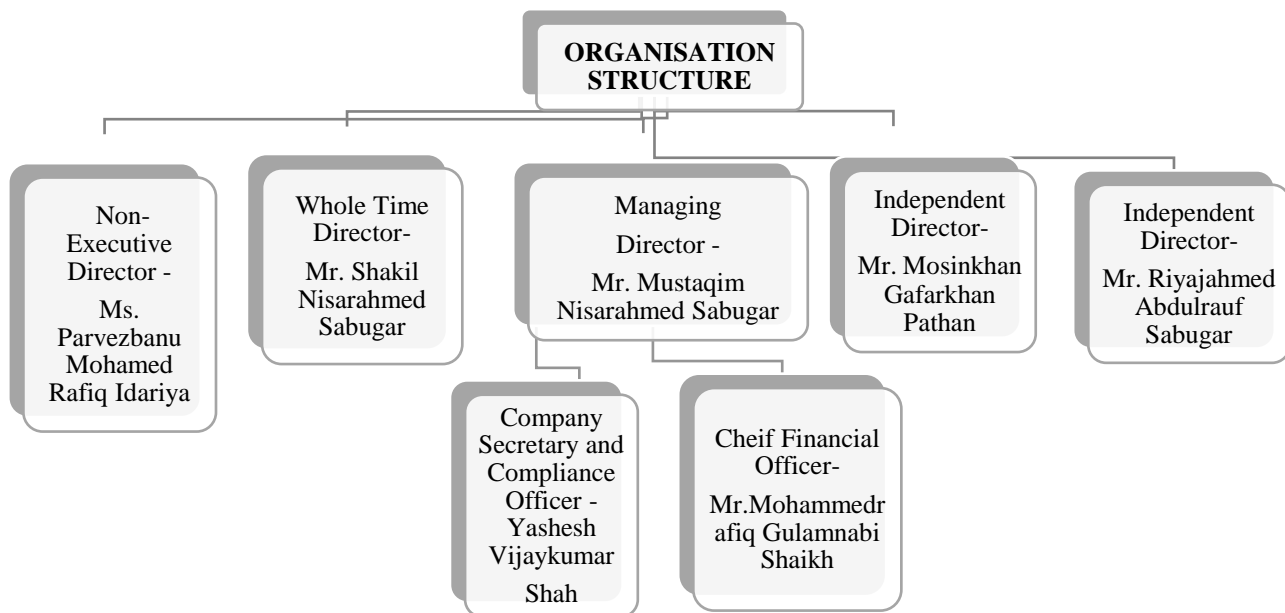 ORGANISATION
STRUCTURE
Non-
Executive
Director -
Ms.
Parvezbanu
Mohamed
Rafiq Idariya
Whole Time
Director-
Mr. Shakil
Nisarahmed
Sabugar
Managing
Director -
Mr. Mustaqim
Nisarahmed Sabugar
Independent
Director-
Mr. Mosinkhan
Gafarkhan
Pathan
Independent
Director-
Mr. Riyajahmed
Abdulrauf
Sabugar
Company
Secretary and
Compliance
Officer -
Yashesh
Vijaykumar
Shah
Cheif Financial
Officer-
Mr.Mohammedr
afiq Gulamnabi
Shaikh